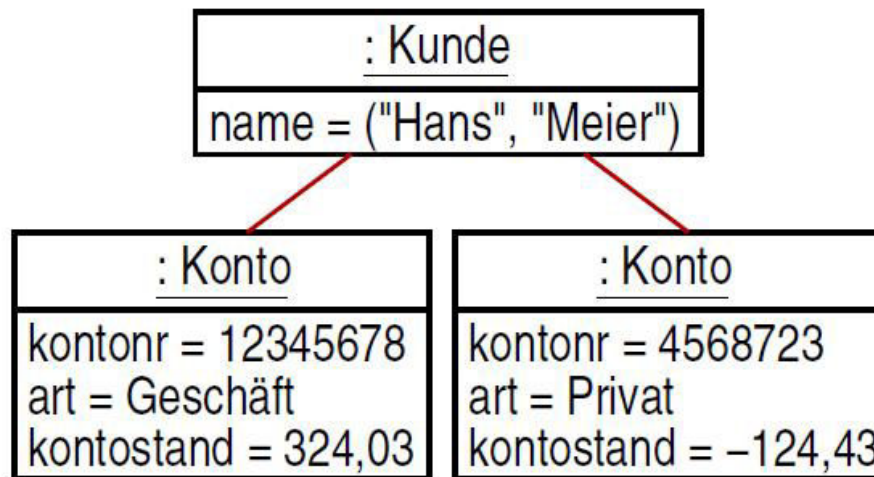 : Kunde
name = ("Hans", "Meier")
: Konto
kontonr = 12345678
art = Geschäft
kontostand = 324,03
: Konto
kontonr = 4568723
art = Privat
kontostand = –124,43